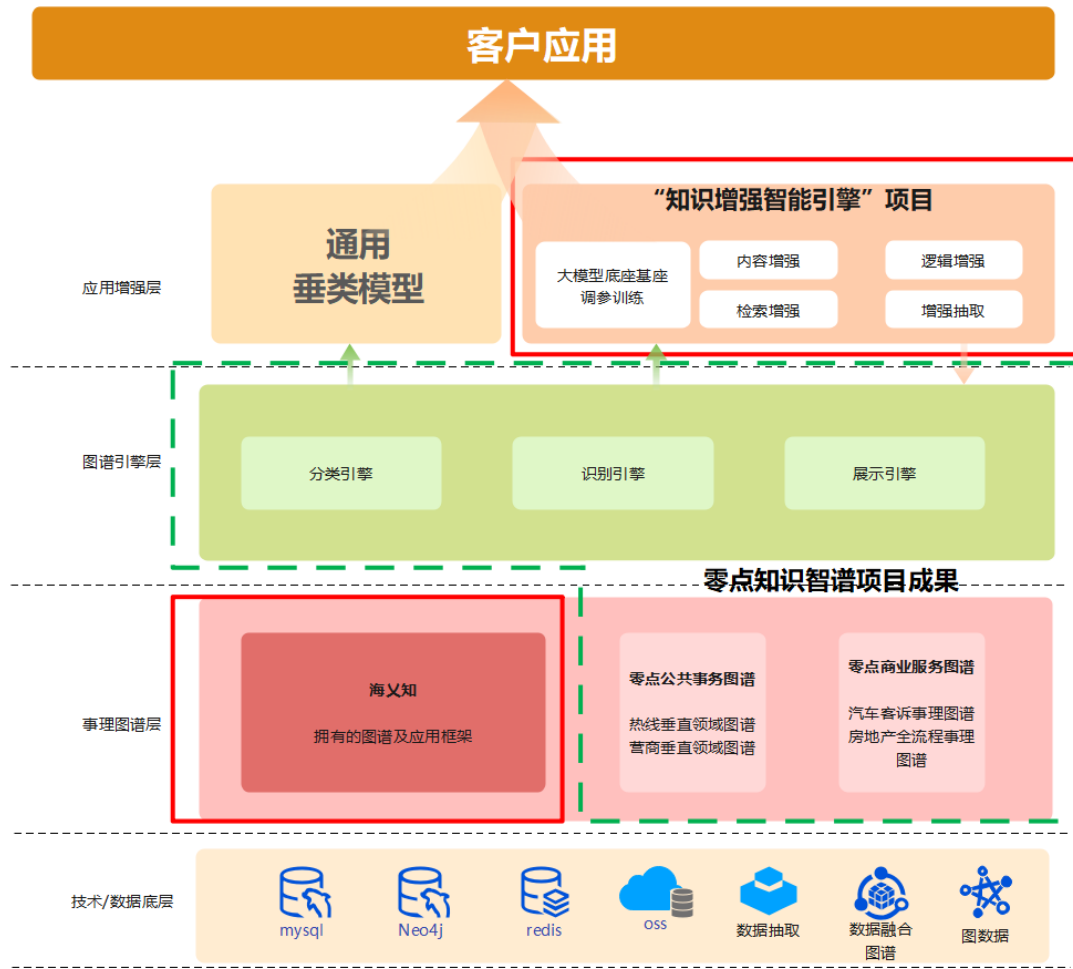 客户应用
“知识增强智能引擎”项目
通用
垂类模型
大模型底座基座
调参训练
内容增强
逻辑增强
检索增强
增强抽取
应用增强层
图谱引擎层
分类引擎
识别引擎
展示引擎
零点知识智谱项目成果
事理图谱层
海乂知
拥有的图谱及应用框架
零点公共事务图谱
热线垂直领域图谱
营商垂直领域图谱
零点商业服务图谱
汽车客诉事理图谱
房地产全流程事理
图谱
技术/数据底层
mysql
Neo4j
redis
oss
数据抽取
数据融合
图谱
图数据